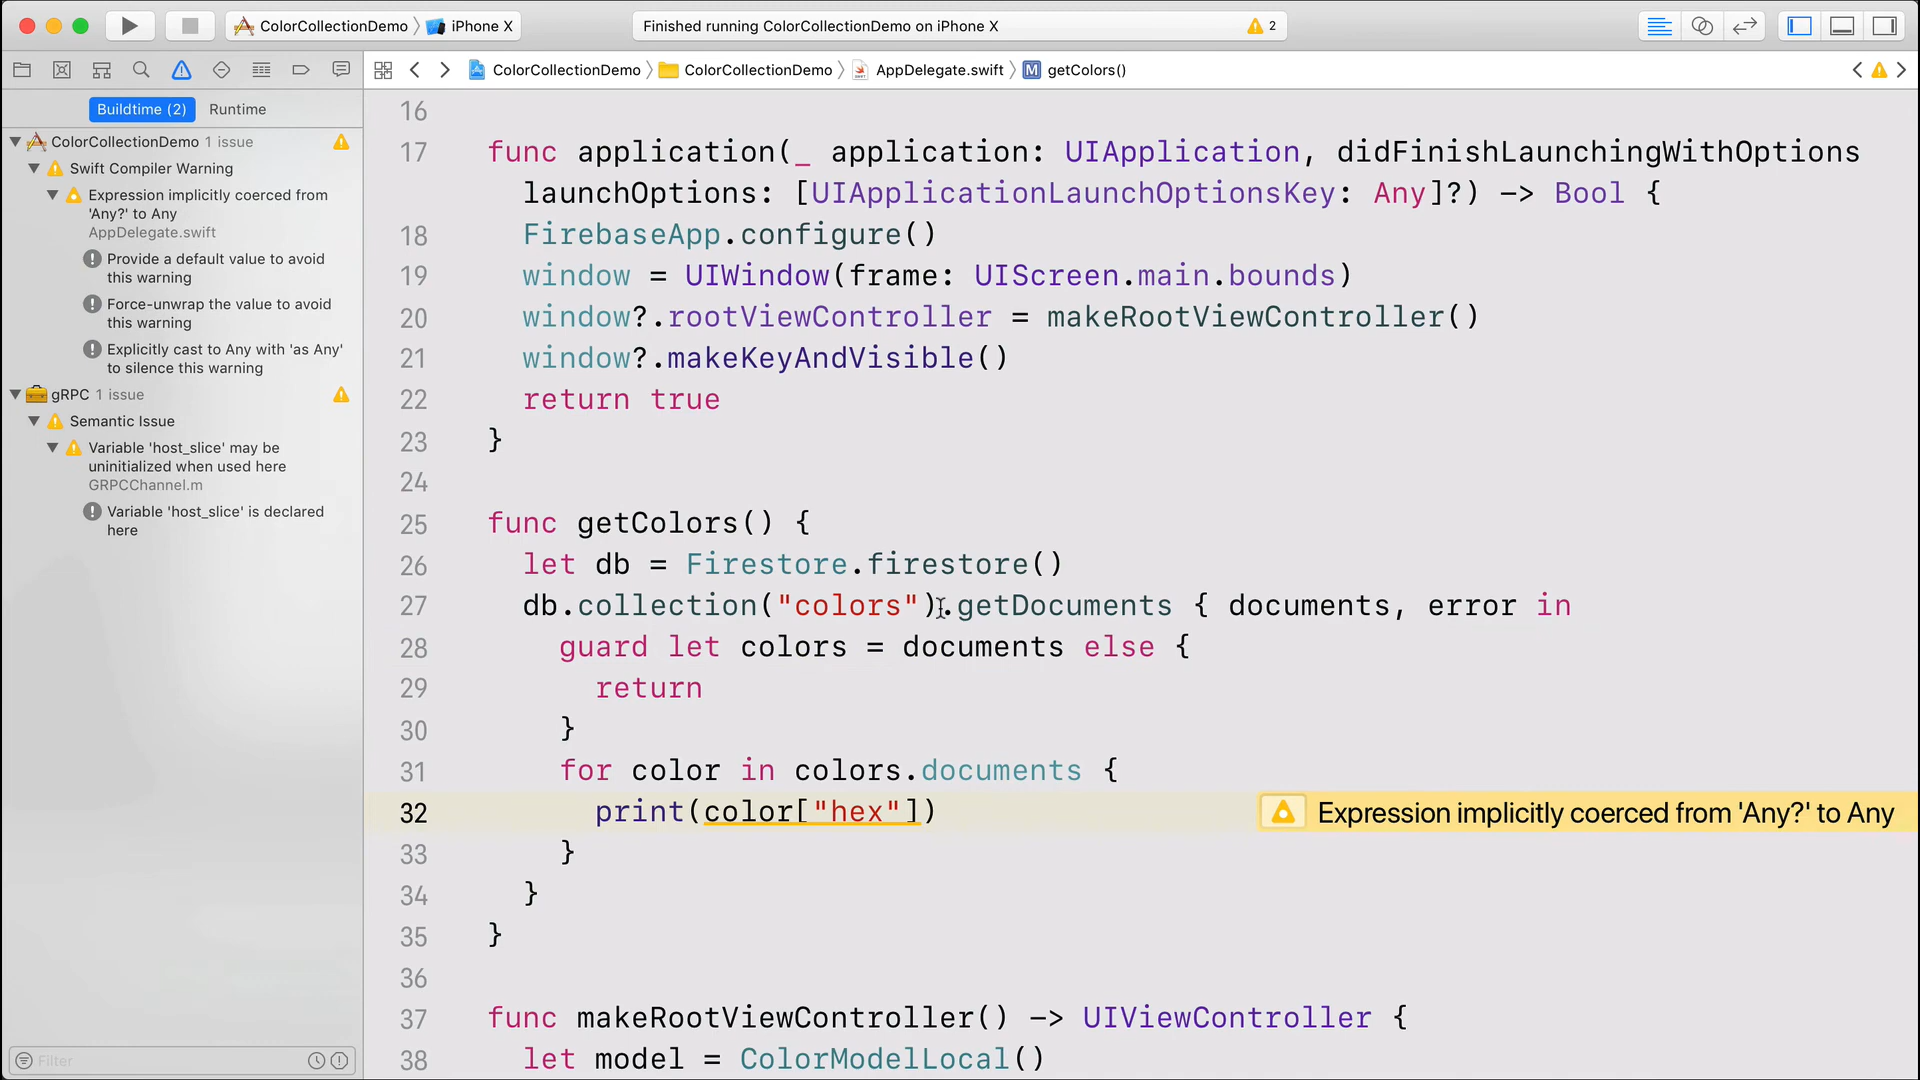 ColorCollectionDemo iPhone X
Finished running ColorCollectionDemo on iPhone X 2
ColorCollectionDemo ColorCollectionDemo AppDelegate.swift M getColors()
Buildtime (2) Runtime
ColorCollectionDemo 1 issue
Swift Compiler Warning
Expression implicitly coerced from
'Any?' to Any
AppDelegate.swift
Provide a default value to avoid
this warning
Force-unwrap the value to avoid
this warning
Explicitly cast to Any with 'as Any'
to silence this warning
gRPC 1 issue
Semantic Issue
Variable 'host_slice' may be
uninitialized when used here
GRPCChannel.m
Variable 'host_slice' is declared
here
Filter
16
17 func application(_ application: UIApplication, didFinishLaunchingWithOptions
launchOptions: [UIApplicationLaunchOptionsKey: Any]?) -> Bool {
18 FirebaseApp.configure()
19 window = UIWindow(frame: UIScreen.main.bounds)
20 window?.rootViewController = makeRootViewController()
21 window?.makeKeyAndVisible()
22 return true
23 }
24
25 func getColors() {
26 let db = Firestore.firestore()
27 db.collection("colors").getDocuments { documents, error in
28 guard let colors = documents else {
29 return
30 }
31 for color in colors.documents {
32 print(color["hex"]) Expression implicitly coerced from 'Any?' to Any
33 }
34 }
35 }
36
37 func makeRootViewController() -> UIViewController {
38 let model = ColorModelLocal()